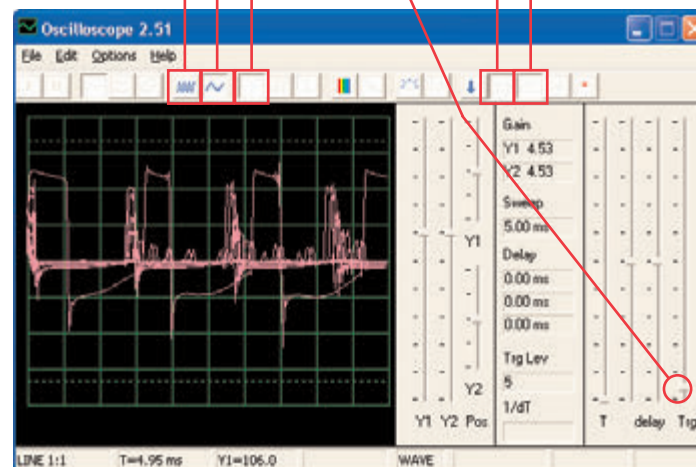 Oscilloscope 2.51
File Edit Options Help
Gain
Y1 4.53
Y2 4.53
Sweep
5.00 ms
Y1
Delay
0.00 ms
0.00 ms
0.00 ms
Trg Lev
5
Y2
1/dT
Y1 Y2 Pos
T delay Trg
LINE 1:1 T=4.95 ms Y1=106.0 WAVE